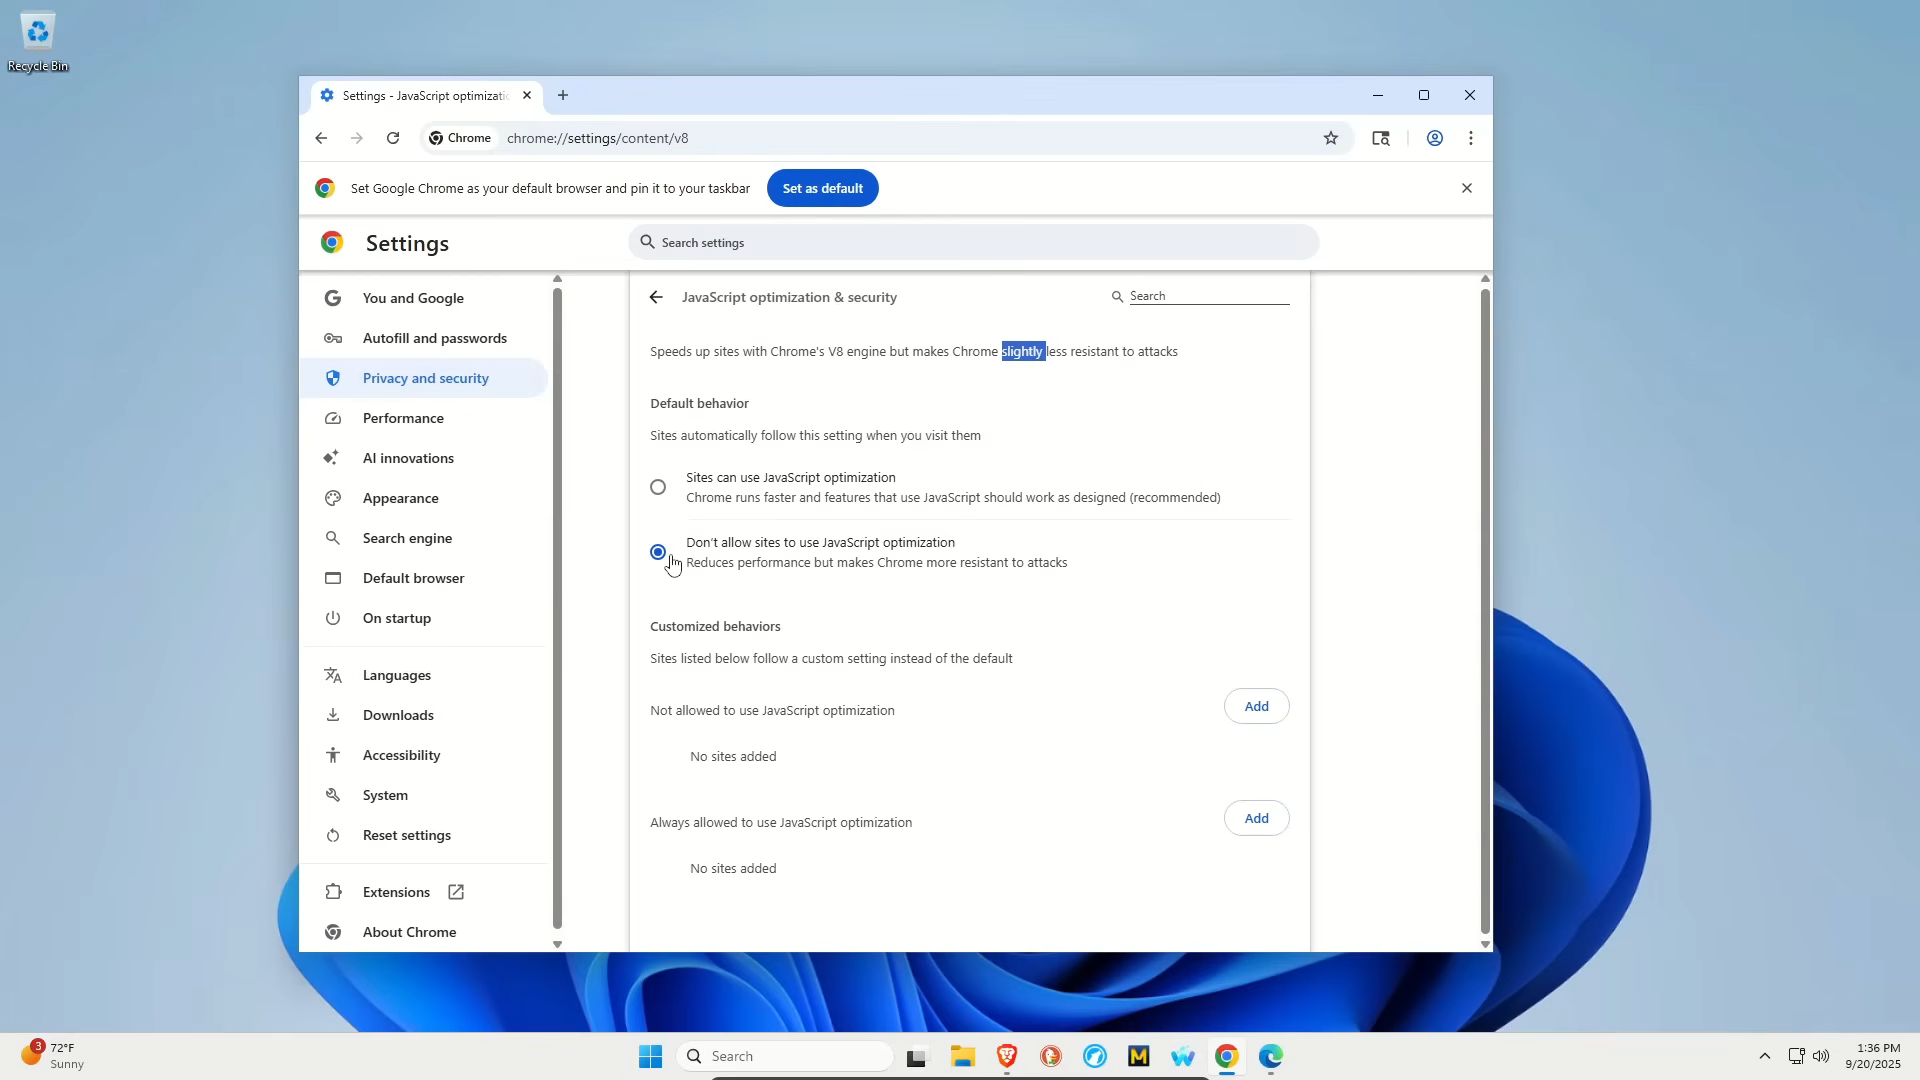 Recycle Bin
Settings - JavaScript optimizatio
Chrome chrome://settings/content/v8
Set Google Chrome as your default browser and pin it to your taskbar Set as default
Settings
Search settings
You and Google
Autofill and passwords
Privacy and security
Performance
AI innovations
Appearance
Search engine
Default browser
On startup
Languages
Downloads
Accessibility
System
Reset settings
Extensions
About Chrome
JavaScript optimization & security
Search
Speeds up sites with Chrome's V8 engine but makes Chrome slightly less resistant to attacks
Default behavior
Sites automatically follow this setting when you visit them
Sites can use JavaScript optimization
Chrome runs faster and features that use JavaScript should work as designed (recommended)
Don't allow sites to use JavaScript optimization
Reduces performance but makes Chrome more resistant to attacks
Customized behaviors
Sites listed below follow a custom setting instead of the default
Not allowed to use JavaScript optimization Add
No sites added
Always allowed to use JavaScript optimization Add
No sites added
3
72°F
Sunny
Search
M
1:36 PM
9/20/2025